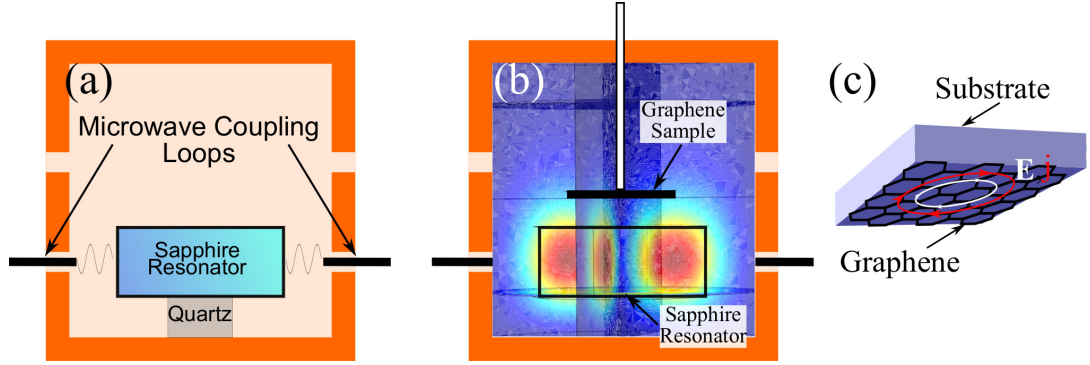 (a)
Microwave Coupling
Loops
Sapphire
Resonator
Quartz
(b)
Graphene
Sample
Sapphire
Resonator
(c)
Substrate
E, j
Graphene